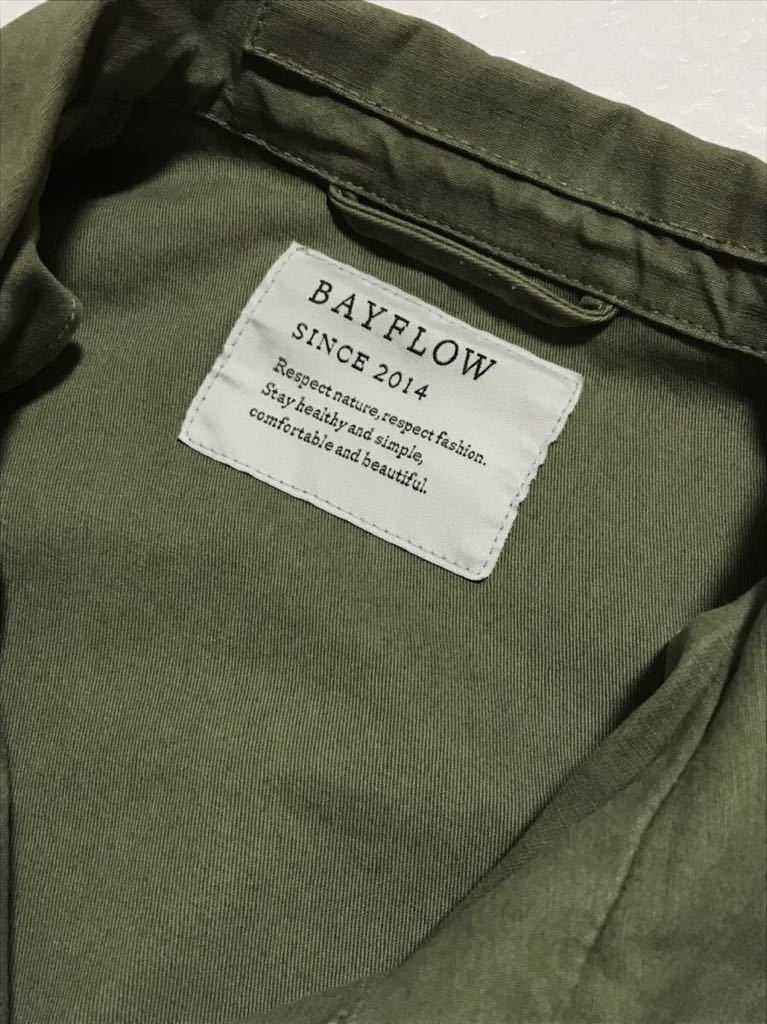 BAYFLOW
SINCE 2014
Respect nature, respect fashion.
Stay healthy and simple,
comfortable and beautiful.